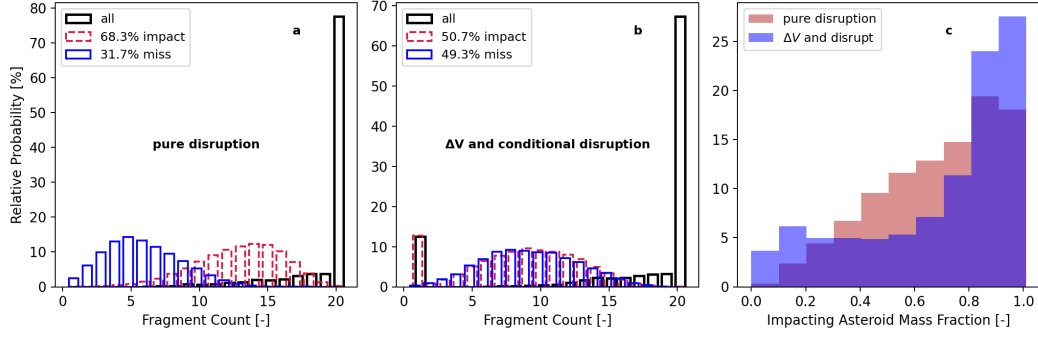 80
70
60
50
40
30
20
10
0
Relative Probability [%]
all
68.3% impact
31.7% miss
a
pure disruption
0
5
10
15
20
Fragment Count [-]
70
60
50
40
30
20
10
0
all
50.7% impact
49.3% miss
b
ΔV and conditional disruption
0
5
10
15
20
Fragment Count [-]
25
20
15
10
5
0
pure disruption
ΔV and disrupt
c
0.0
0.2
0.4
0.6
0.8
1.0
Impacting Asteroid Mass Fraction [-]